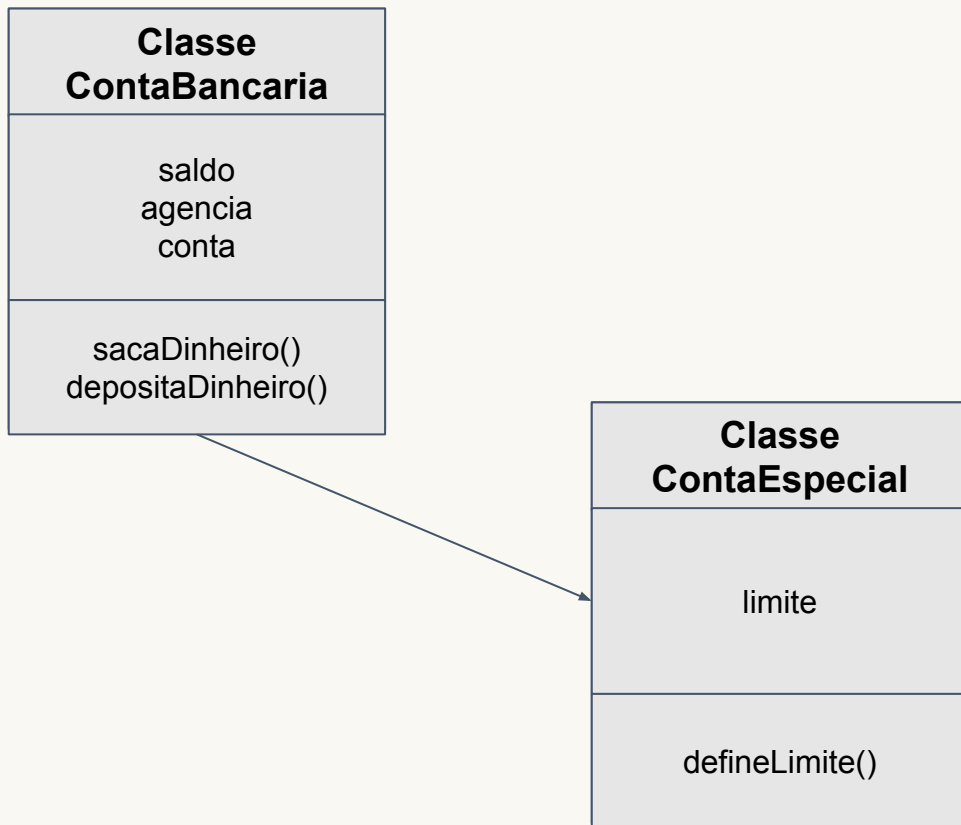 Classe
ContaBancaria
saldo
agencia
conta
sacaDinheiro()
depositaDinheiro()
Classe
ContaEspecial
limite
defineLimite()